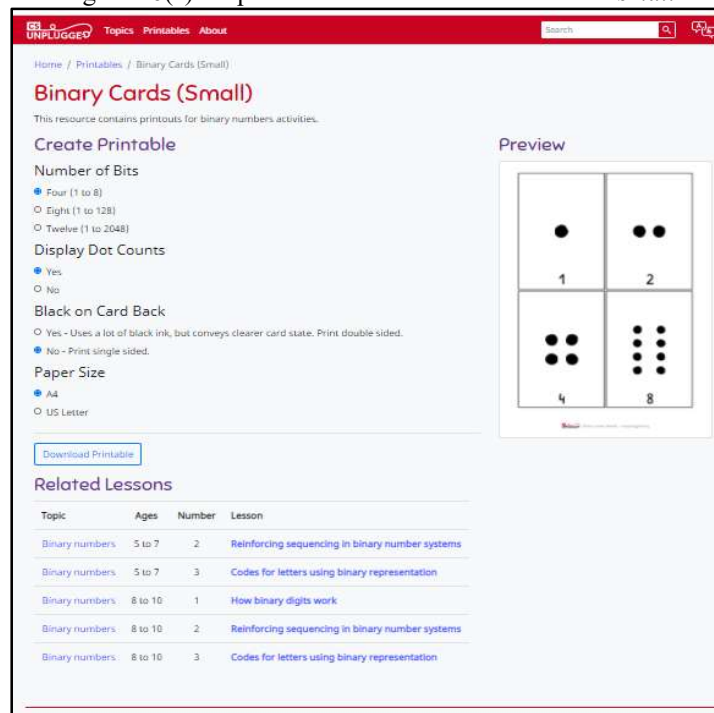 CS UNPLUGGED Topics Printables About Search
Home / Printables / Binary Cards (Small)
Binary Cards (Small)
This resource contains printouts for binary numbers activities.
Create Printable
Number of Bits
Four (1 to 8)
Eight (1 to 128)
Twelve (1 to 2048)
Display Dot Counts
Yes
No
Black on Card Back
Yes - Uses a lot of black ink, but conveys clearer card state. Print double sided.
No - Print single sided.
Paper Size
A4
US Letter
Download Printable
Preview
1 2
4 8
Related Lessons
Topic Ages Number Lesson
Binary numbers 5 to 7 2 Reinforcing sequencing in binary number systems
Binary numbers 5 to 7 3 Codes for letters using binary representation
Binary numbers 8 to 10 1 How binary digits work
Binary numbers 8 to 10 2 Reinforcing sequencing in binary number systems
Binary numbers 8 to 10 3 Codes for letters using binary representation